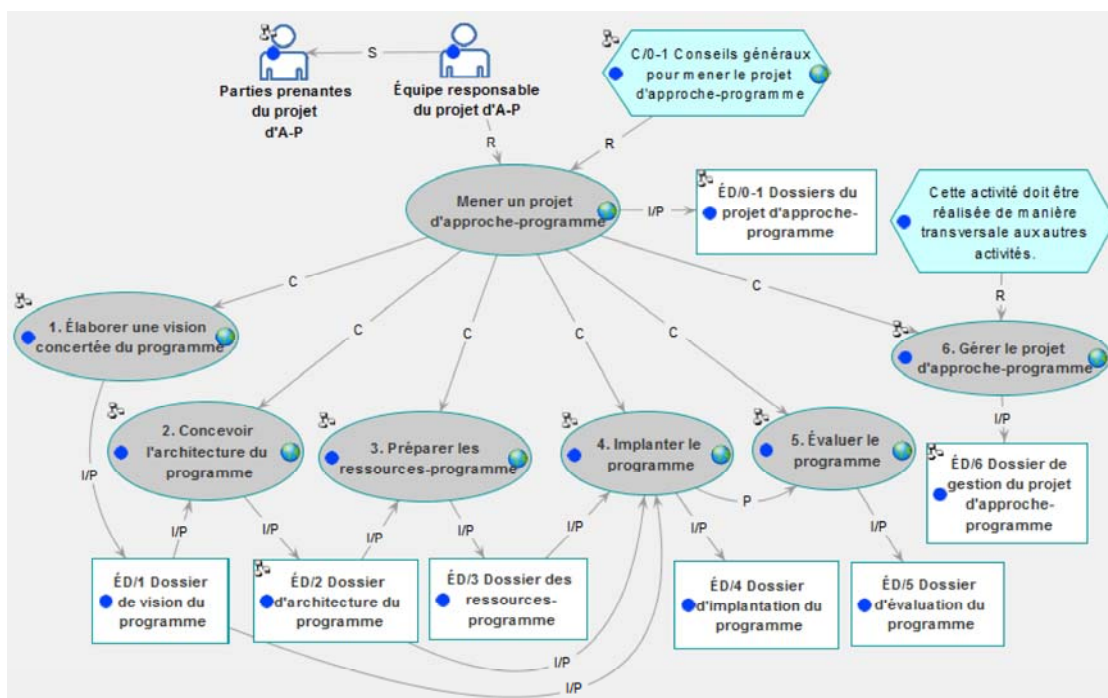 S
Parties prenantes
du projet
d'A-P
Équipe responsable
du projet d'A-P
C/0-1 Conseils généraux
pour mener le projet
d'approche-programme
R
R
Mener un projet
d'approche-programme
I/P
ÉD/0-1 Dossiers du
projet d'approche-
programme
Cette activité doit être
réalisée de manière
transversale aux autres
activités.
R
C
C
C
C
C
C
1. Élaborer une vision
concertée du programme
6. Gérer le projet
d'approche-programme
2. Concevoir
l'architecture du
programme
3. Préparer les
ressources-programme
4. Implanter le
programme
5. Évaluer le
programme
P
I/P
I/P
I/P
I/P
I/P
I/P
I/P
I/P
I/P
ÉD/6 Dossier de
gestion du projet
d'approche-
programme
ÉD/1 Dossier
de vision du
programme
ÉD/2 Dossier
d'architecture du
programme
ÉD/3 Dossier des
ressources-
programme
ÉD/4 Dossier
d'implantation du
programme
ÉD/5 Dossier
d'évaluation du
programme
I/P
I/P